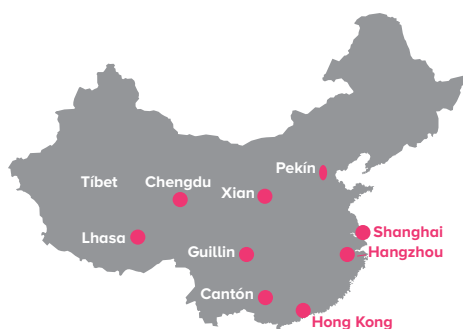 Pekín
Tíbet
Chengdu
Xian
Lhasa
Shanghai
Guillin
Hangzhou
Cantón
Hong Kong